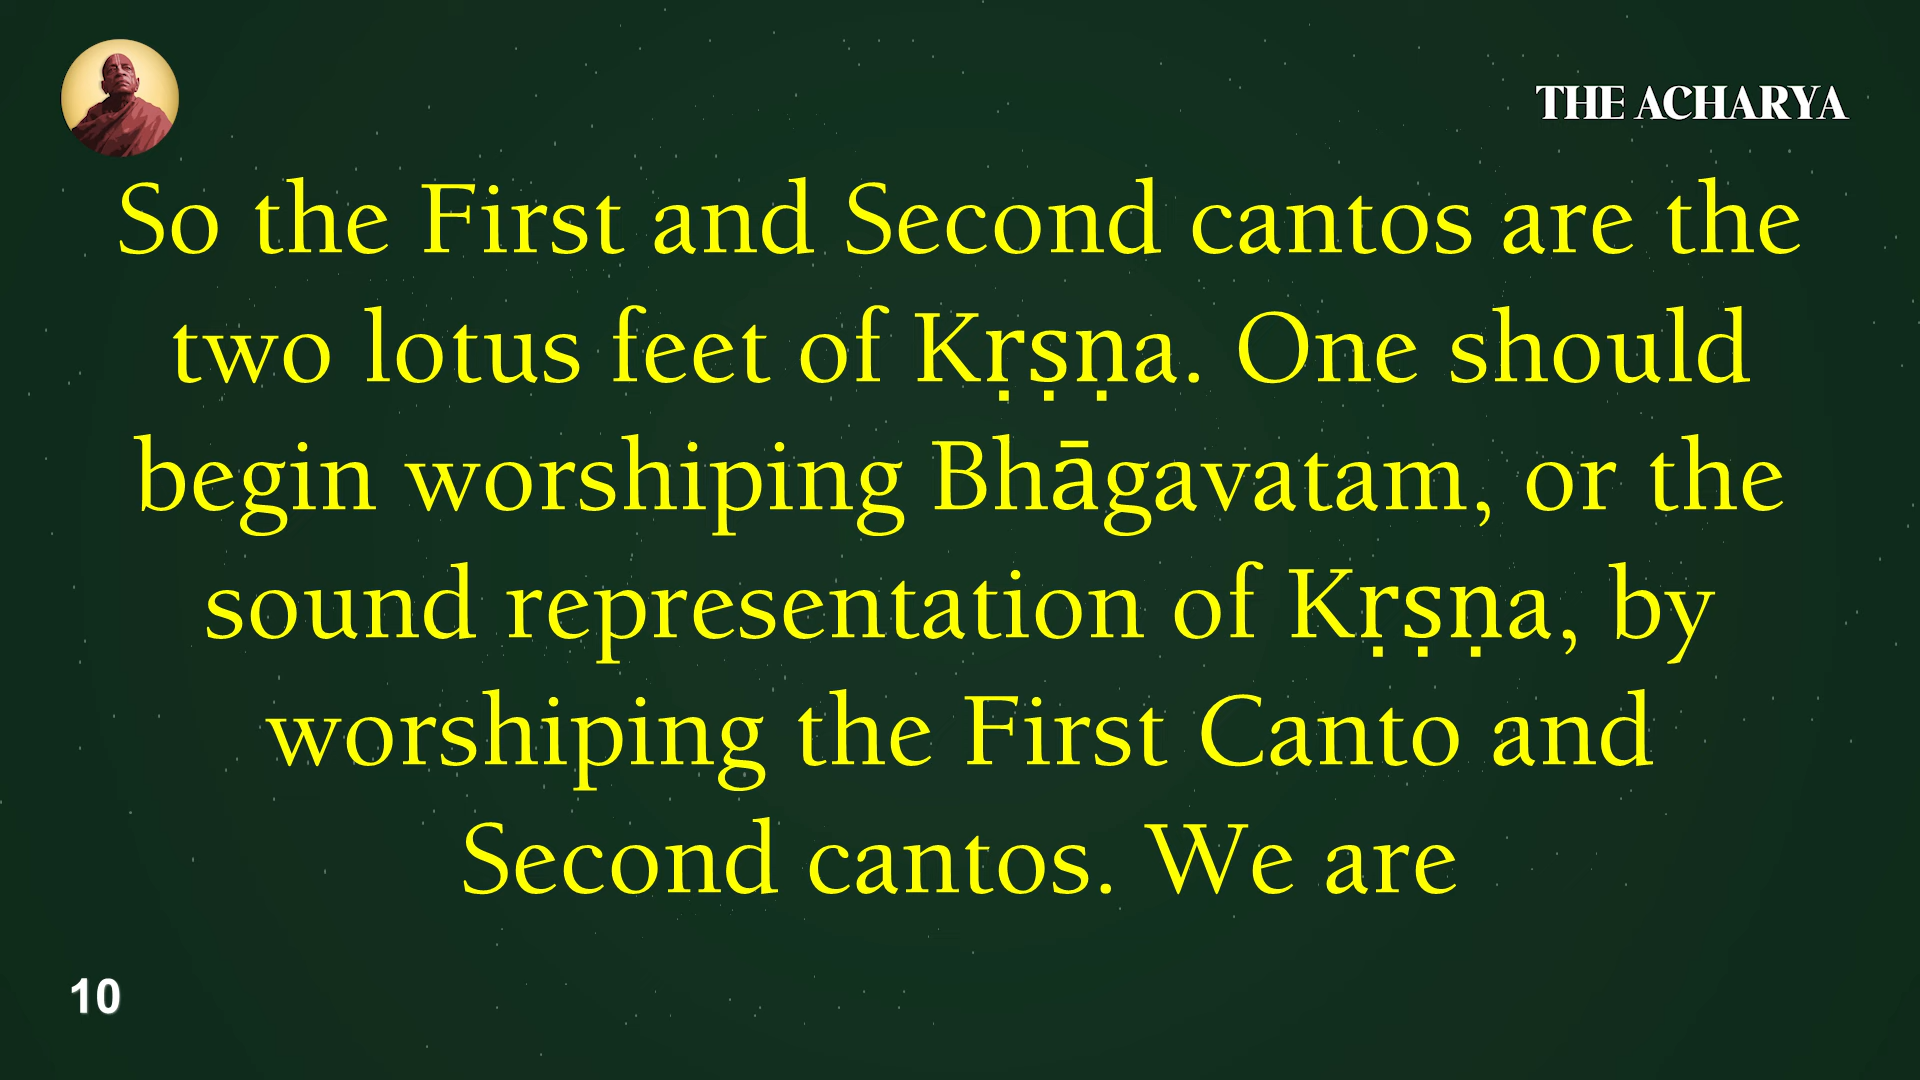 THE ACHARYA
So the First and Second cantos are the
two lotus feet of Kṛṣṇa. One should
begin worshiping Bhāgavatam, or the
sound representation of Kṛṣṇa, by
worshiping the First Canto and
Second cantos. We are
10